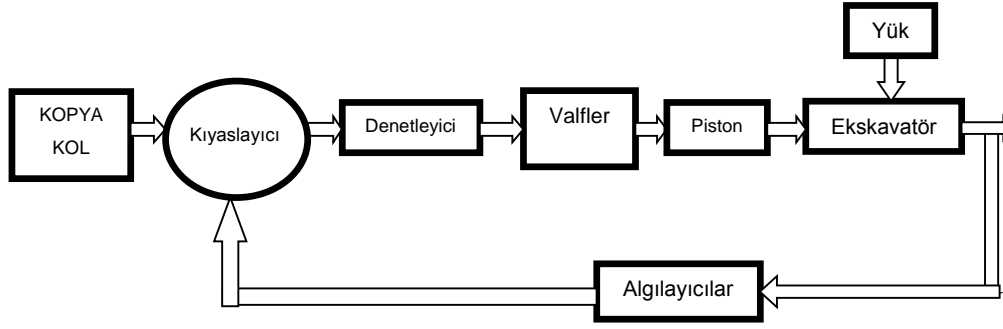 Yük
KOPYA
KOL
Kıyaslayıcı
Denetleyici
Valfler
Piston
Ekskavatör
Algılayıcılar